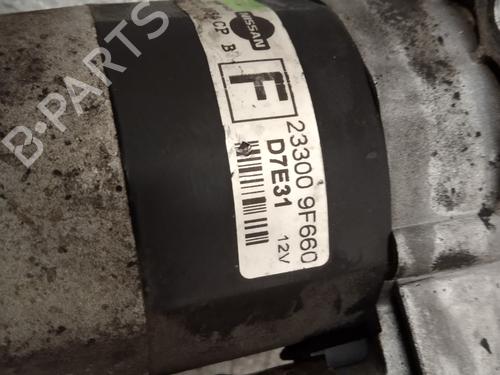 NISSAN
CP B
F
23300 9F660
D7E31
12V
B-PARTS